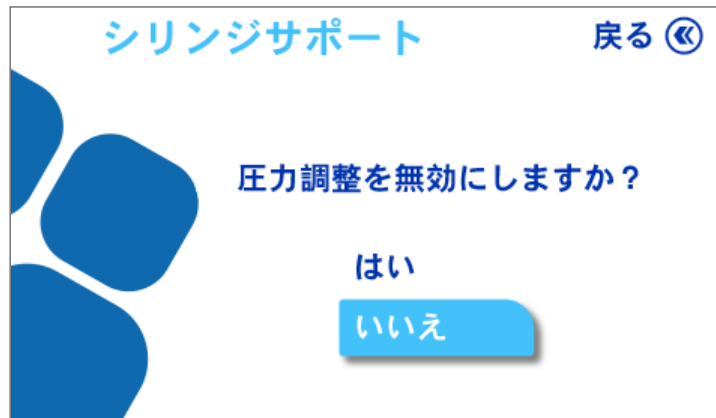 シリンジサポート
戻る
圧力調整を無効にしますか？
はい
いいえ